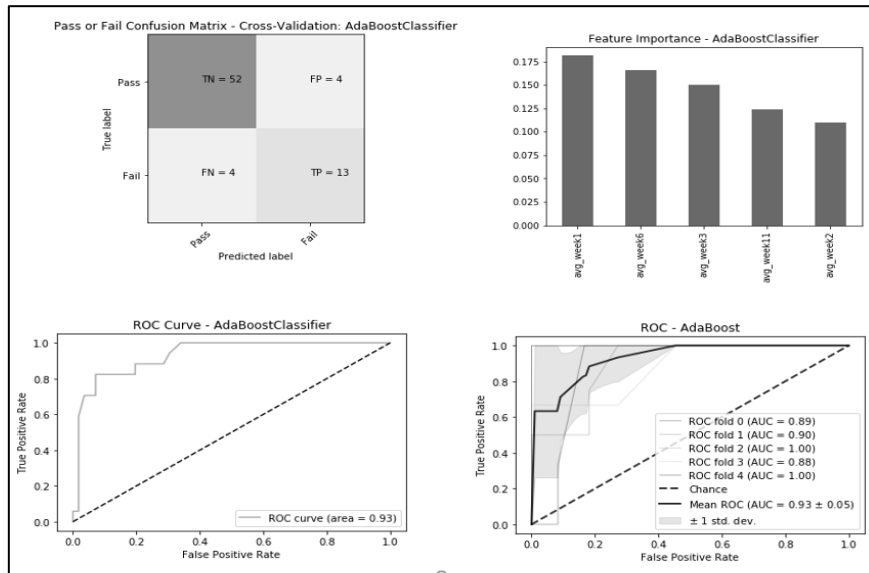 Pass or Fail Confusion Matrix - Cross-Validation: AdaBoostClassifier
Pass
TN = 52
FP = 4
True label
Fail
FN = 4
TP = 13
Pass
Fail
Predicted label
Feature Importance - AdaBoostClassifier
0.175
0.150
0.125
0.100
0.075
0.050
0.025
0.000
avg_week1
avg_week6
avg_week3
avg_week11
avg_week2
ROC Curve - AdaBoostClassifier
True Positive Rate
1.0
0.8
0.6
0.4
0.2
0.0
ROC curve (area = 0.93)
0.0
0.2
0.4
0.6
0.8
1.0
False Positive Rate
ROC - AdaBoost
True Positive Rate
1.0
0.8
0.6
0.4
0.2
0.0
ROC fold 0 (AUC = 0.89)
ROC fold 1 (AUC = 0.90)
ROC fold 2 (AUC = 1.00)
ROC fold 3 (AUC = 0.88)
ROC fold 4 (AUC = 1.00)
Chance
Mean ROC (AUC = 0.93 ± 0.05)
± 1 std. dev.
0.0
0.2
0.4
0.6
0.8
1.0
False Positive Rate